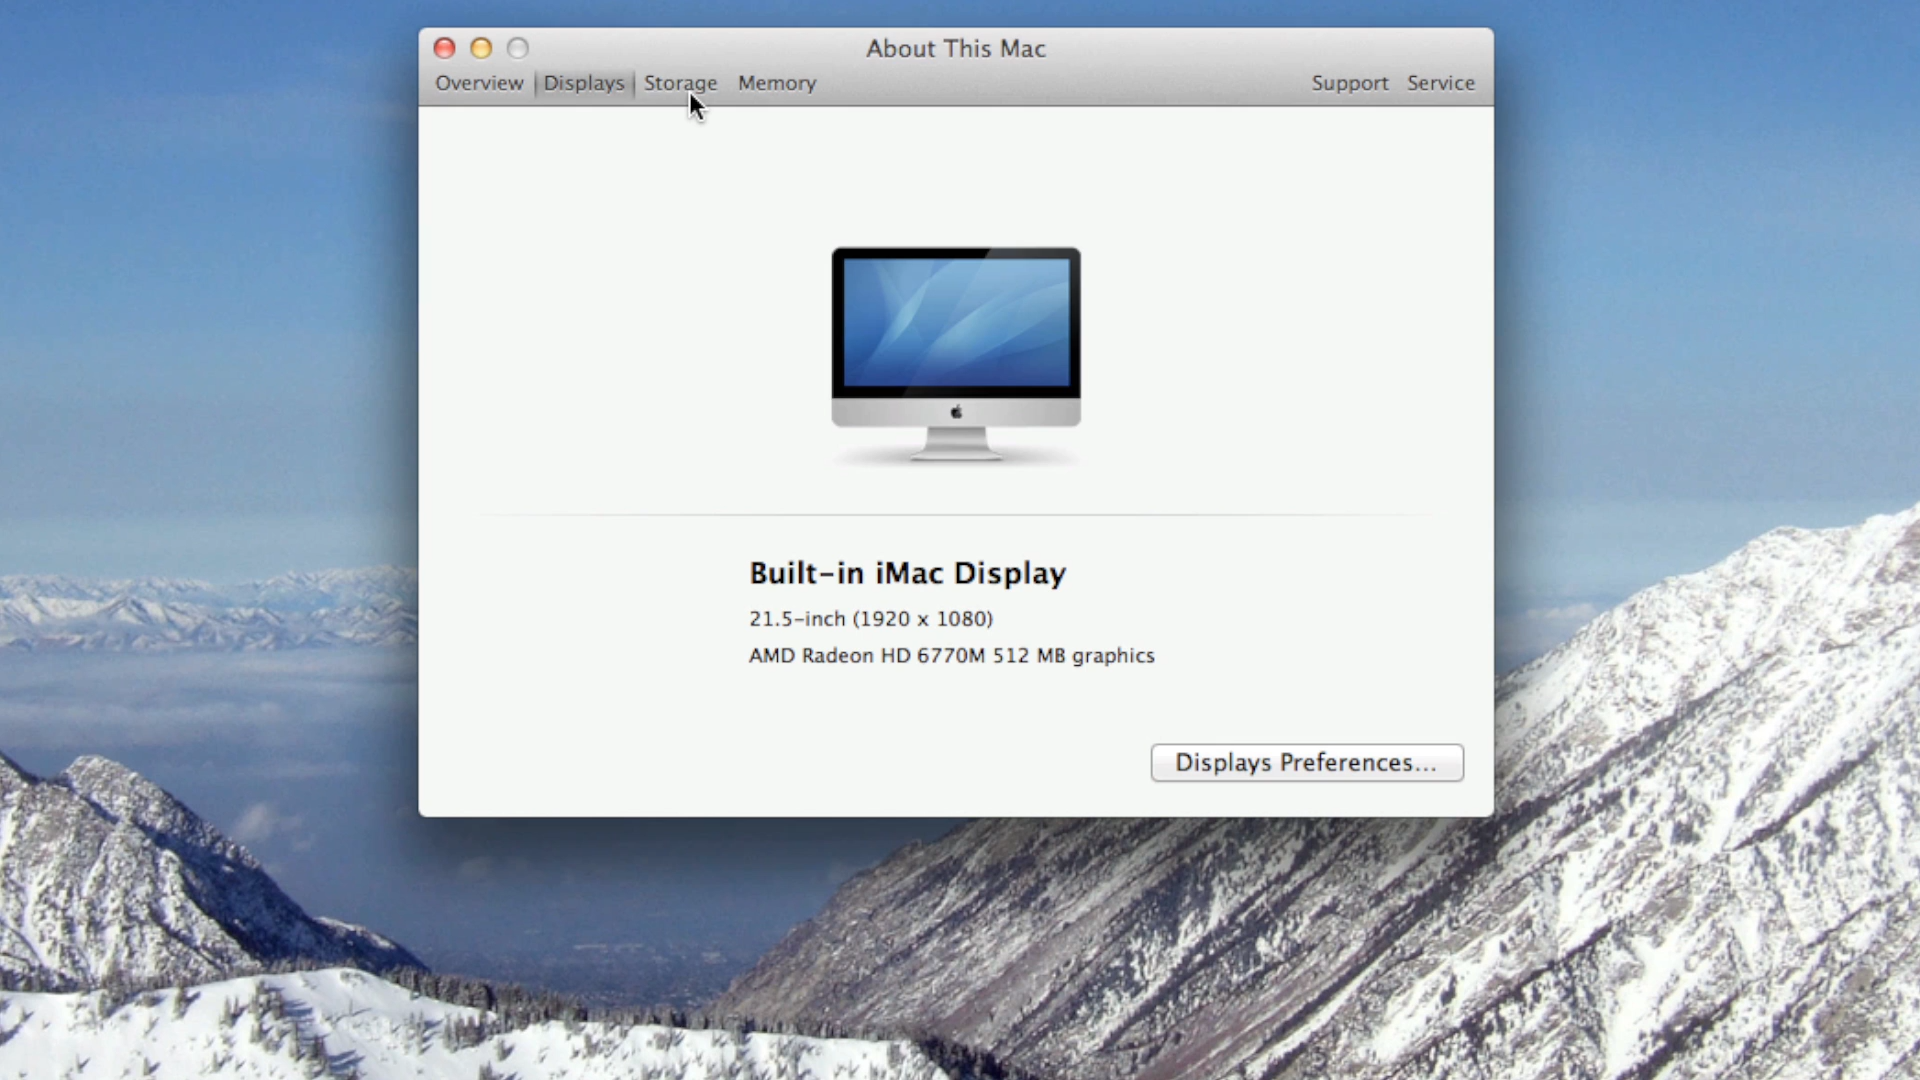 About This Mac
Overview Displays Storage Memory Support Service
Built-in iMac Display
21.5-inch (1920 x 1080)
AMD Radeon HD 6770M 512 MB graphics
Displays Preferences...